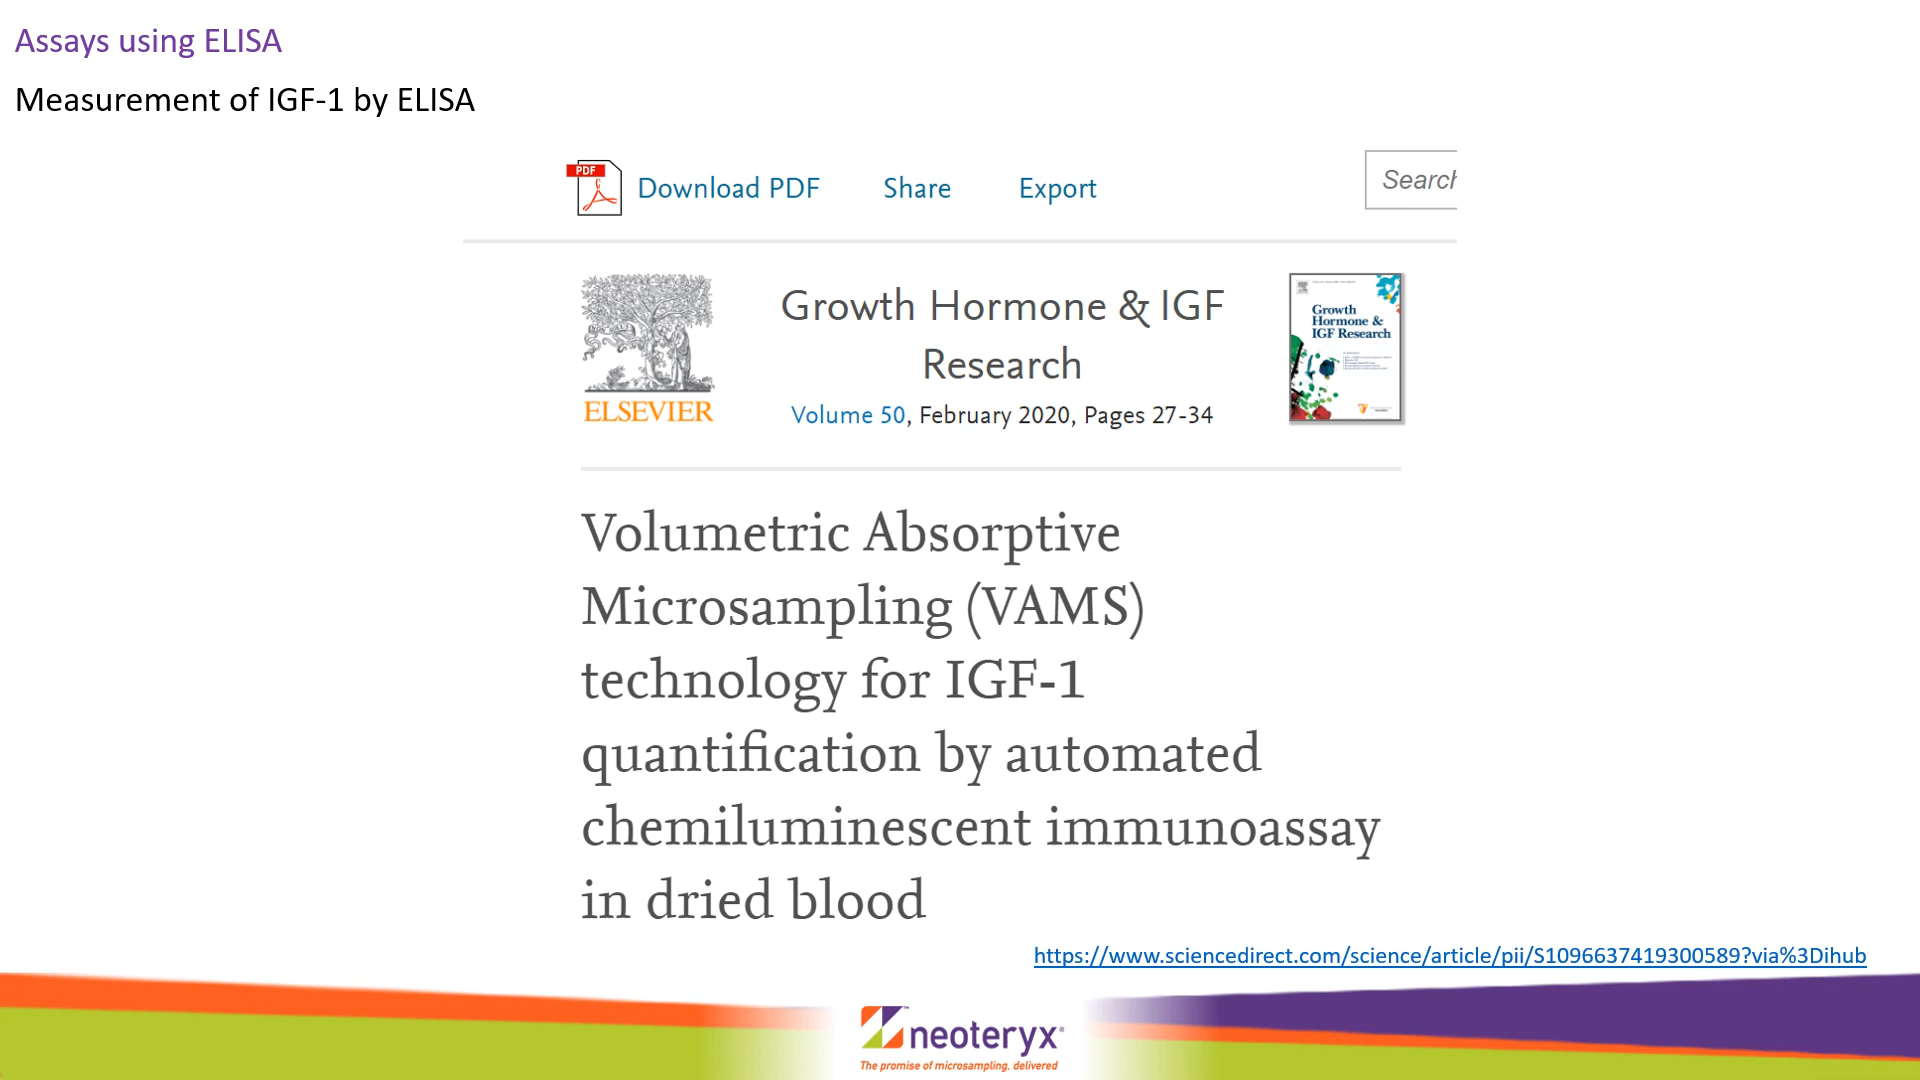 Assays using ELISA
Measurement of IGF-1 by ELISA
PDF
Download PDF Share Export
Search
ELSEVIER
Growth Hormone & IGF
Research
Volume 50, February 2020, Pages 27-34
Growth
Hormone &
IGF Research
Volumetric Absorptive
Microsampling (VAMS)
technology for IGF-1
quantification by automated
chemiluminescent immunoassay
in dried blood
https://www.sciencedirect.com/science/article/pii/S1096637419300589?via%3Dihub
neoteryx®
The promise of microsampling, delivered